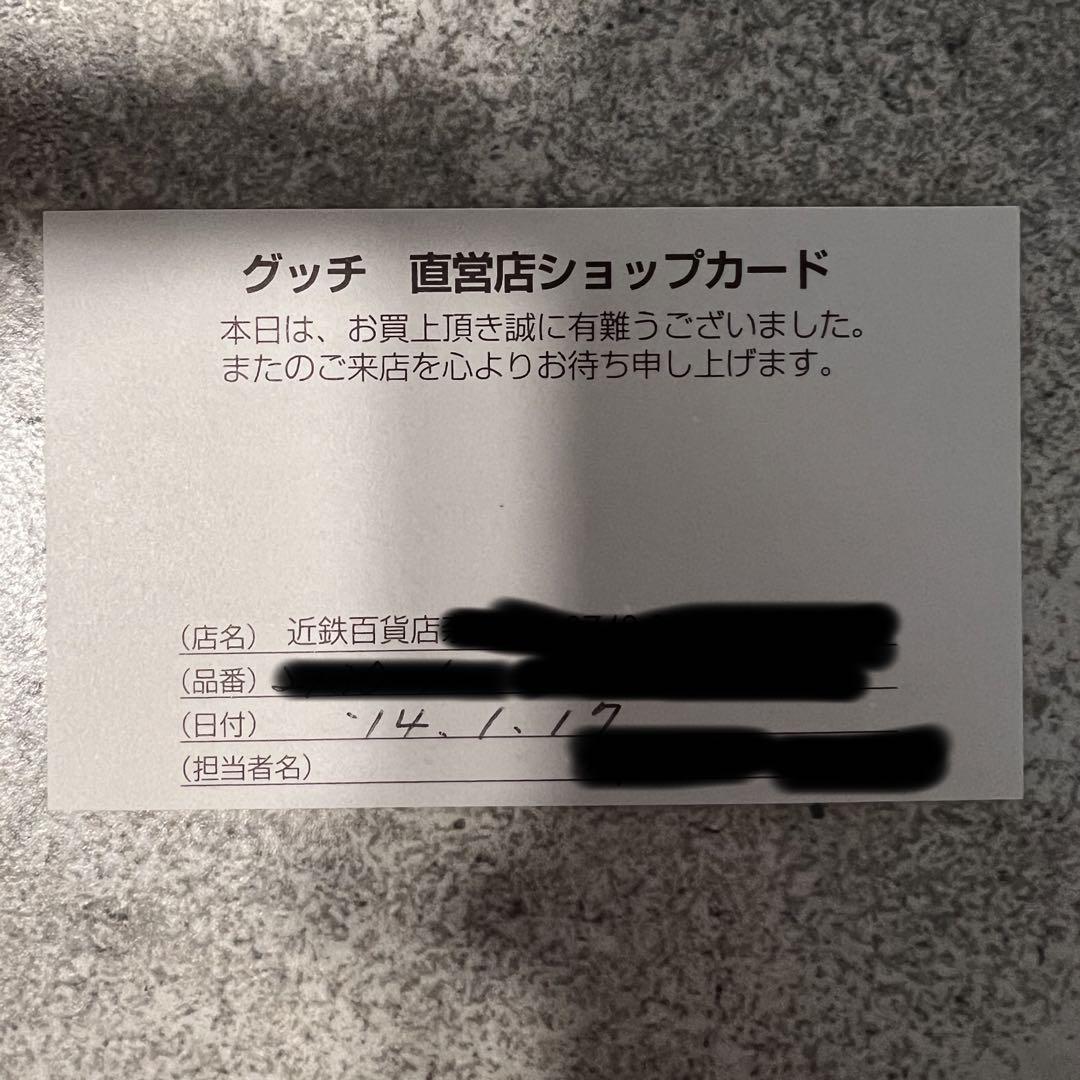 グッチ　直営店ショップカード
本日は、お買上頂き誠に有難うございました。
またのご来店を心よりお待ち申し上げます。
（店名）近鉄百貨店
（品番）
（日付）'14.1.17
（担当者名）